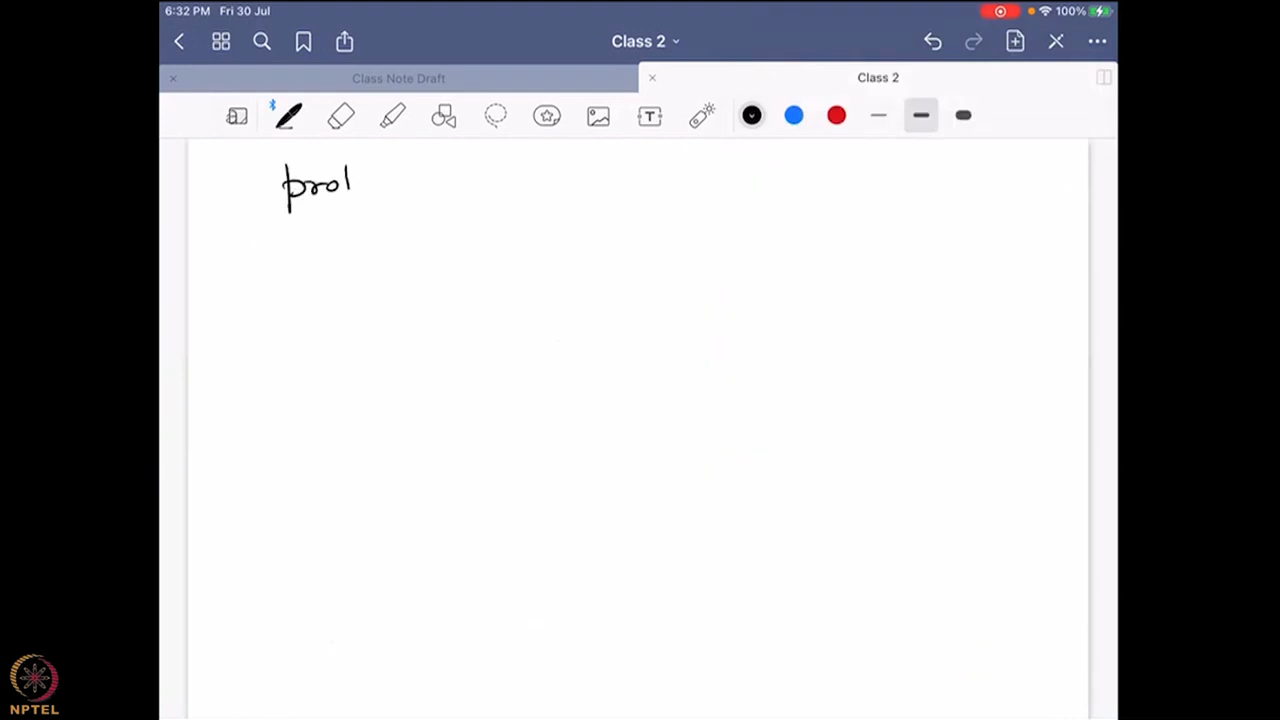 6:32 PM Fri 30 Jul 100%
Class 2
Class Note Draft
Class 2
T
prol
NPTEL